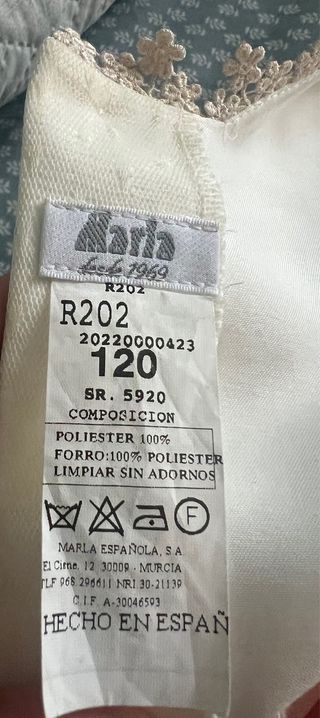 Marla
desde 1969
R202
R202
20220000423
120
SR. 5920
COMPOSICION
POLIESTER 100%
FORRO:100% POLIESTER
LIMPIAR SIN ADORNOS
F
MARLA ESPAÑOLA, S.A
El Cime, 12 30009 - MURCIA
TLF 968 296611 NRI.30-21139
C.I.F. A-30046593
HECHO EN ESPAÑ